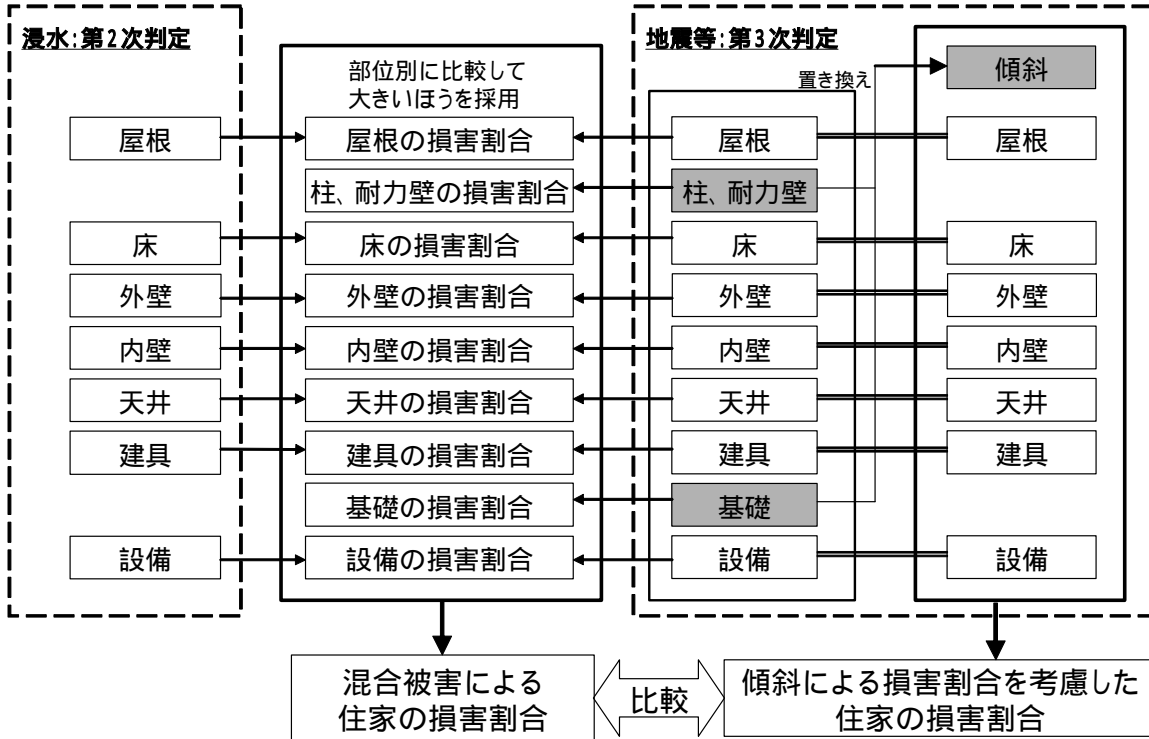 浸水:第2次判定
部位別に比較して
大きいほうを採用
地震等:第3次判定
置き換え
傾斜
屋根
屋根の損害割合
屋根
屋根
柱、耐力壁の損害割合
柱、耐力壁
床
床の損害割合
床
床
外壁
外壁の損害割合
外壁
外壁
内壁
内壁の損害割合
内壁
内壁
天井
天井の損害割合
天井
天井
建具
建具の損害割合
建具
建具
基礎の損害割合
基礎
設備
設備の損害割合
設備
設備
混合被害による
住家の損害割合
比較
傾斜による損害割合を考慮した
住家の損害割合